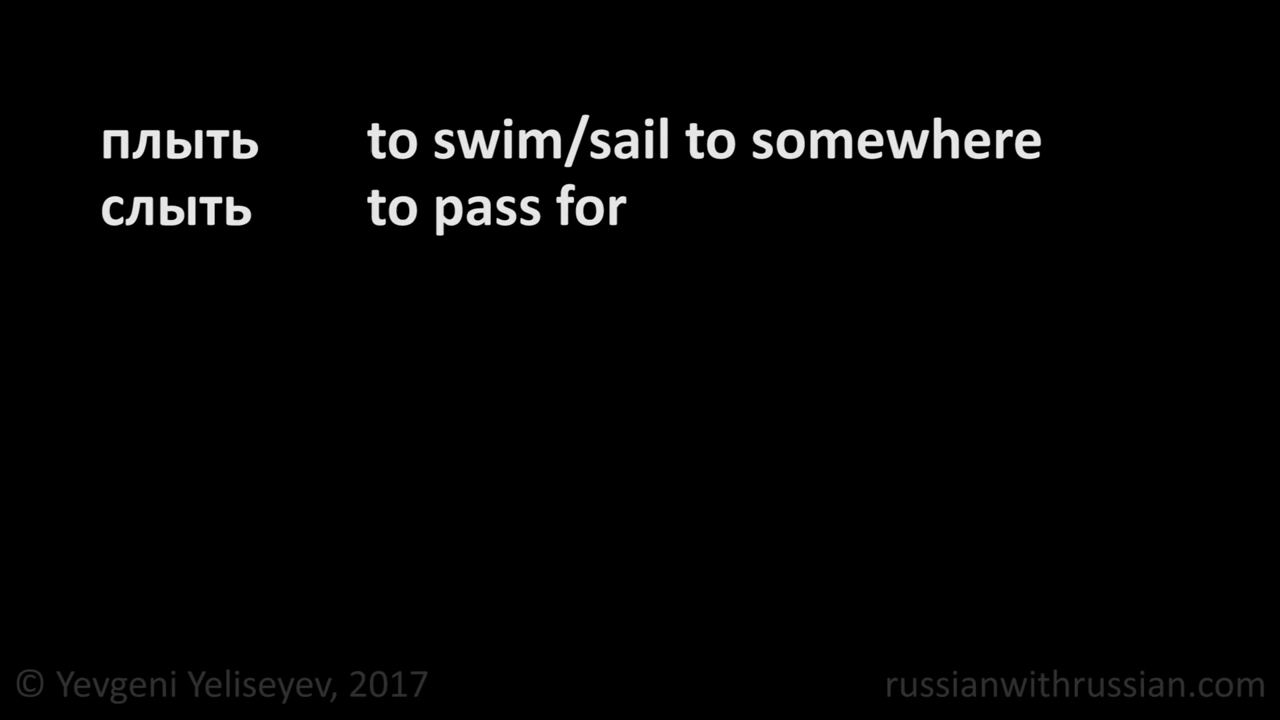 плыть to swim/sail to somewhere
слыть to pass for
© Yevgeni Yeliseyev, 2017 russianwithrussian.com